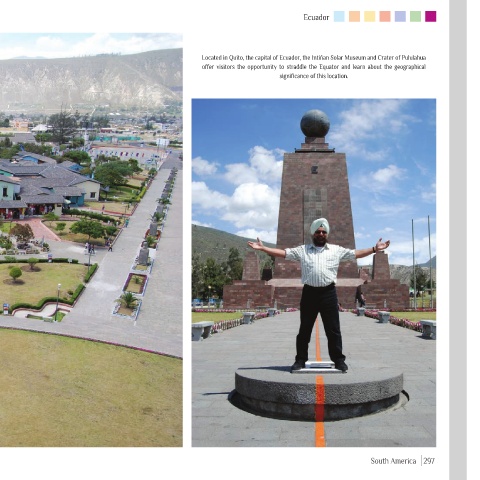 Ecuador
Located in Quito, the capital of Ecuador, the Intiñan Solar Museum and Crater of Pululahua
offer visitors the opportunity to straddle the Equator and learn about the geographical
significance of this location.
South America 297